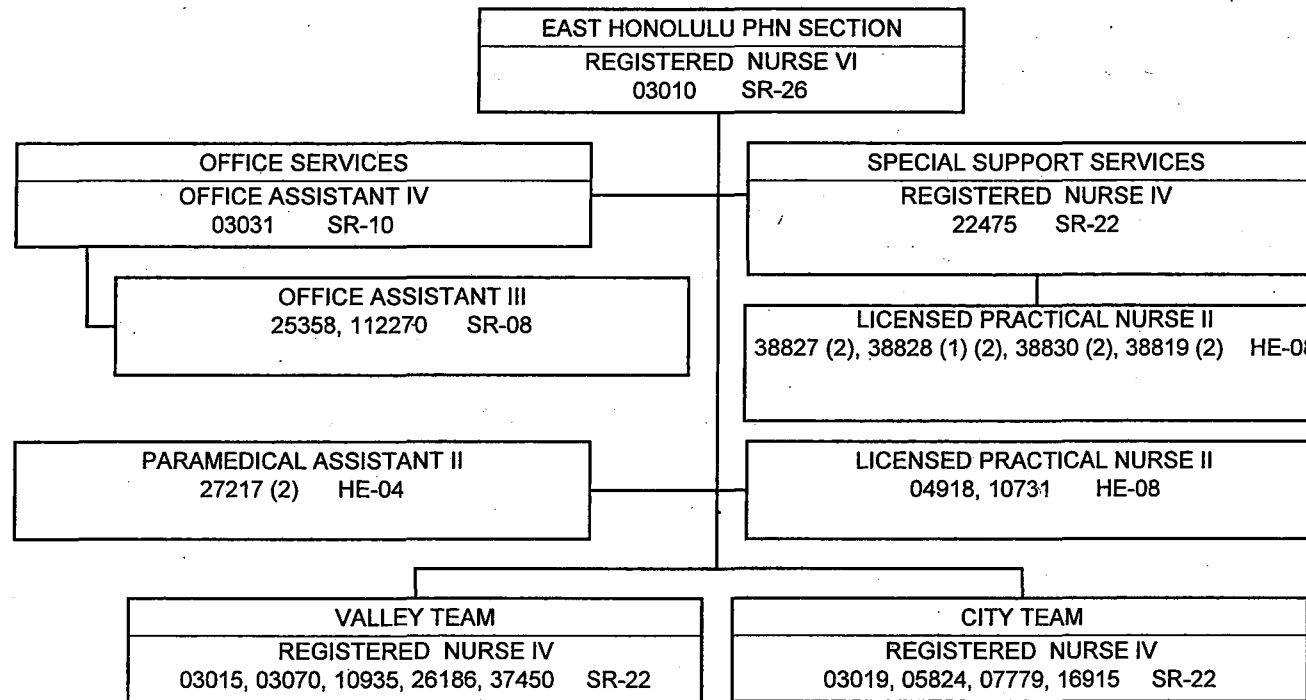 EAST HONOLULU PHN SECTION
REGISTERED NURSE VI
03010 SR-26
OFFICE SERVICES
OFFICE ASSISTANT IV
03031 SR-10
SPECIAL SUPPORT SERVICES
REGISTERED NURSE IV
22475 SR-22
OFFICE ASSISTANT III
25358, 112270 SR-08
LICENSED PRACTICAL NURSE II
38827 (2), 38828 (1) (2), 38830 (2), 38819 (2) HE-08
PARAMEDICAL ASSISTANT II
27217 (2) HE-04
LICENSED PRACTICAL NURSE II
04918, 10731 HE-08
VALLEY TEAM
REGISTERED NURSE IV
03015, 03070, 10935, 26186, 37450 SR-22
CITY TEAM
REGISTERED NURSE IV
03019, 05824, 07779, 16915 SR-22